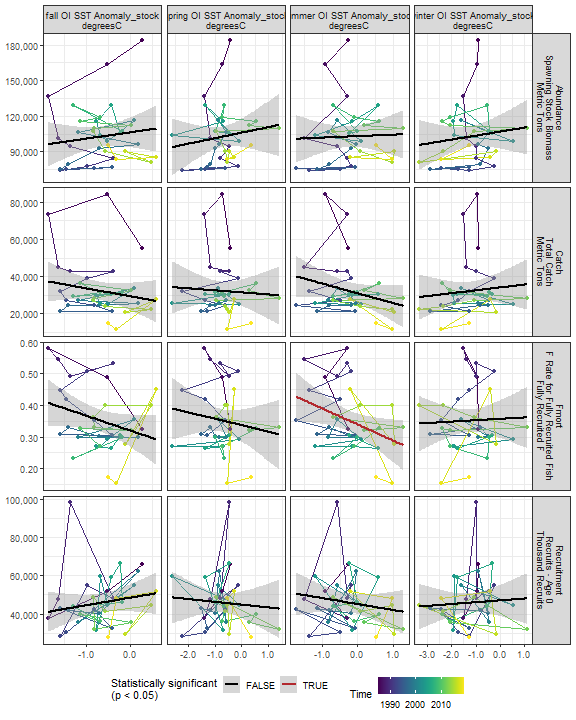 fall OI SST Anomaly_stock
degreesC
pring OI SST Anomaly_stoc
degreesC
mmer OI SST Anomaly_stoc
degreesC
vinter OI SST Anomaly_stock
degreesC
180,000
150,000
120,000
90,000
Abundance
Spawning Stock Biomass
Metric Tons
80,000
60,000
40,000
20,000
Catch
Total Catch
Metric Tons
0.60
0.50
0.40
0.30
0.20
Fmort
F Rate for Fully Recruited Fish
Fully Recruited F
100,000
80,000
60,000
40,000
Recruitment
Recruits - Age 0
Thousand Recruits
-1.0 0.0
-2.0 -1.0 0.0 1.0
-1.0 0.0 1.0
-3.0 -2.0 -1.0 0.0 1.0
Statistically significant
(p < 0.05)
FALSE
TRUE
Time
1990 2000 2010